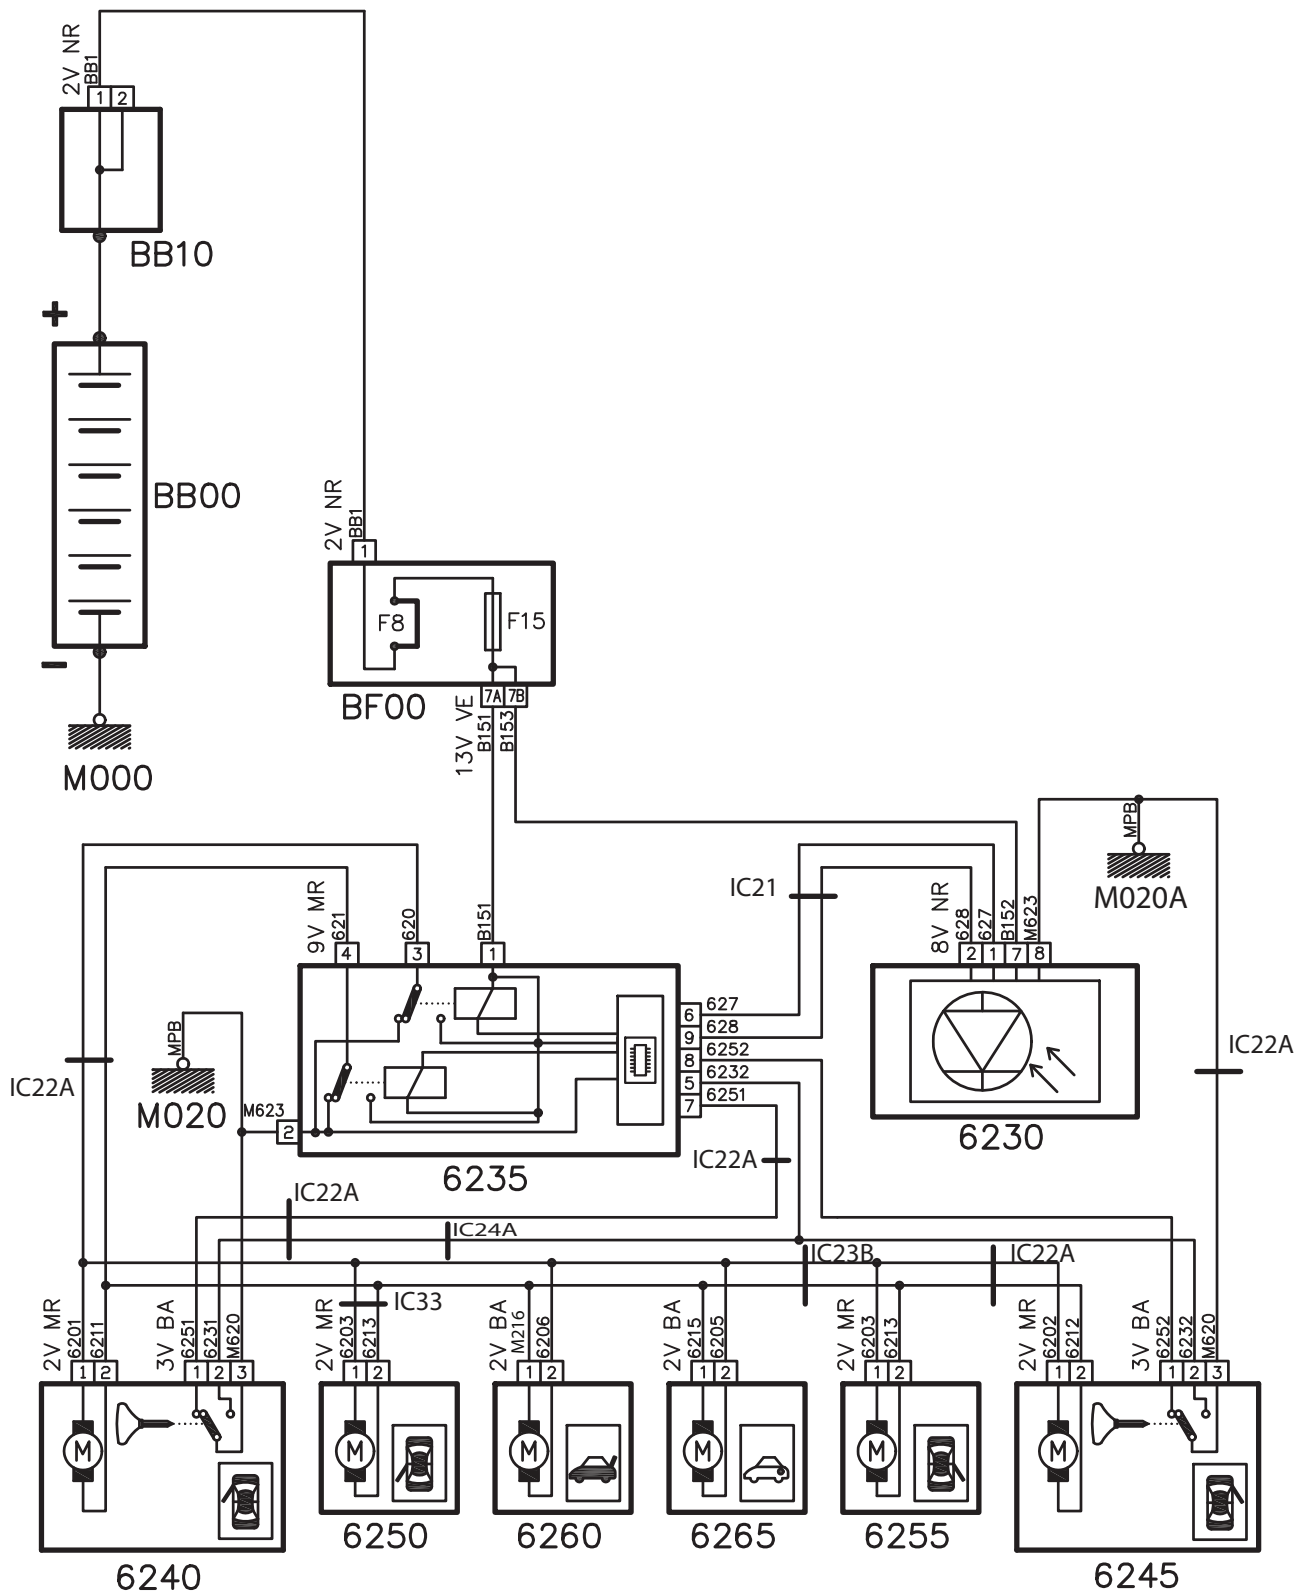 2V NR
BB1
1 2
BB10
+
BB00
−
M000
2V NR
BB1
1
F8
F15
BF00
7A 7B
13V VE
B151
B153
MPB
M020A
IC21
IC22A
8V NR
628
627
B152
M623
2 1 7 8
6230
9V MR
621
620
B151
4 3 1
6 627
9 628
8 6252
5 6232
7 6251
M623
2
6235
MPB
M020
IC22A
IC22A
IC22A
IC24A
IC23B
IC22A
IC33
2V MR
6201
6211
1 2
3V BA
6251
6231
M620
1 2 3
M
6240
2V MR
6203
6213
1 2
M
6250
2V BA
M216
6206
1 2
M
6260
2V BA
6215
6205
1 2
M
6265
2V MR
6203
6213
1 2
M
6255
2V MR
6202
6212
1 2
3V BA
6252
6232
M620
1 2 3
M
6245